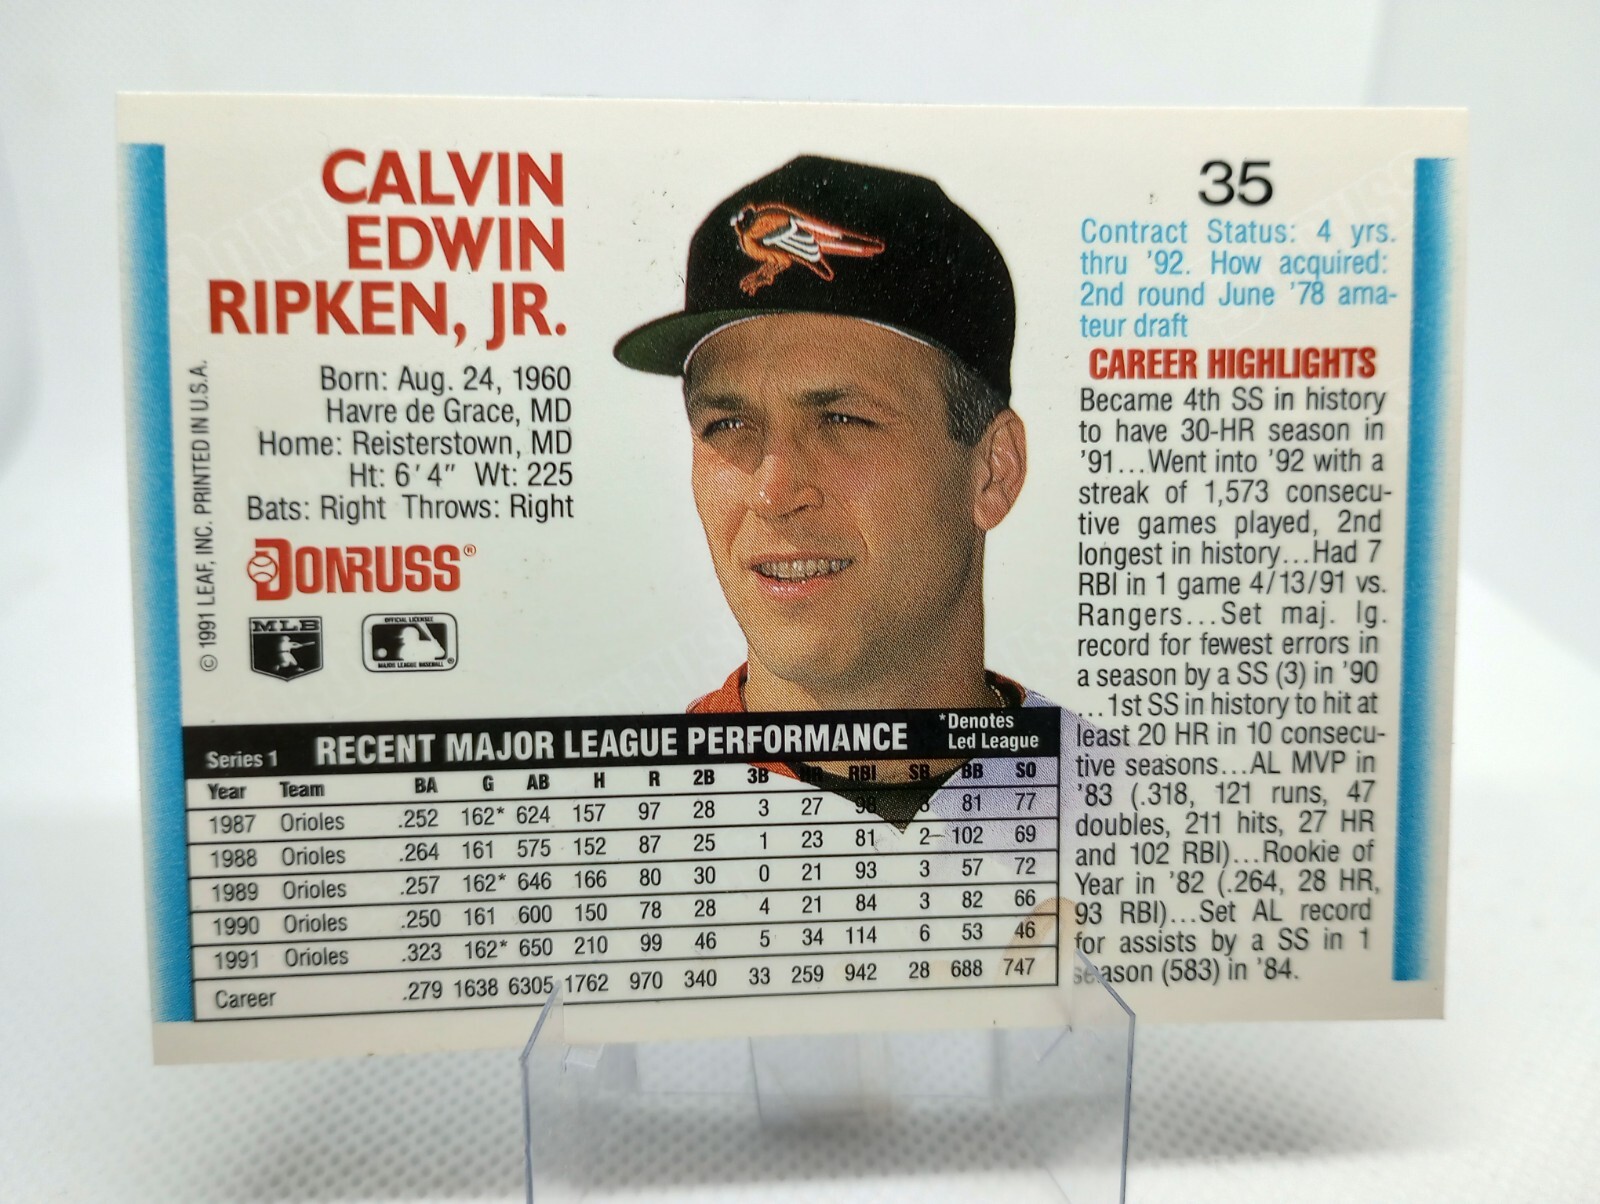 CALVIN
EDWIN
RIPKEN, JR.
Born: Aug. 24, 1960
Havre de Grace, MD
Home: Reisterstown, MD
Ht: 6'4" Wt: 225
Bats: Right Throws: Right
DONRUSS®
MLB
OFFICIAL LICENSEE
MAJOR LEAGUE BASEBALL
© 1991 LEAF, INC. PRINTED IN U.S.A.
35
Contract Status: 4 yrs.
thru '92. How acquired:
2nd round June '78 ama-
teur draft
CAREER HIGHLIGHTS
Became 4th SS in history
to have 30-HR season in
'91...Went into '92 with a
streak of 1,573 consecu-
tive games played, 2nd
longest in history...Had 7
RBI in 1 game 4/13/91 vs.
Rangers...Set maj. lg.
record for fewest errors in
a season by a SS (3) in '90
...1st SS in history to hit at
least 20 HR in 10 consecu-
tive seasons...AL MVP in
'83 (.318, 121 runs, 47
doubles, 211 hits, 27 HR
and 102 RBI)...Rookie of
Year in '82 (.264, 28 HR,
93 RBI)...Set AL record
for assists by a SS in 1
season (583) in '84.
Series 1 RECENT MAJOR LEAGUE PERFORMANCE *Denotes
Led League
Year Team BA G AB H R 2B 3B HR RBI SB BB SO
1987 Orioles .252 162* 624 157 97 28 3 27 98 3 81 77
1988 Orioles .264 161 575 152 87 25 1 23 81 2 102 69
1989 Orioles .257 162* 646 166 80 30 0 21 93 3 57 72
1990 Orioles .250 161 600 150 78 28 4 21 84 3 82 66
1991 Orioles .323 162* 650 210 99 46 5 34 114 6 53 46
Career .279 1638 6305 1762 970 340 33 259 942 28 688 747